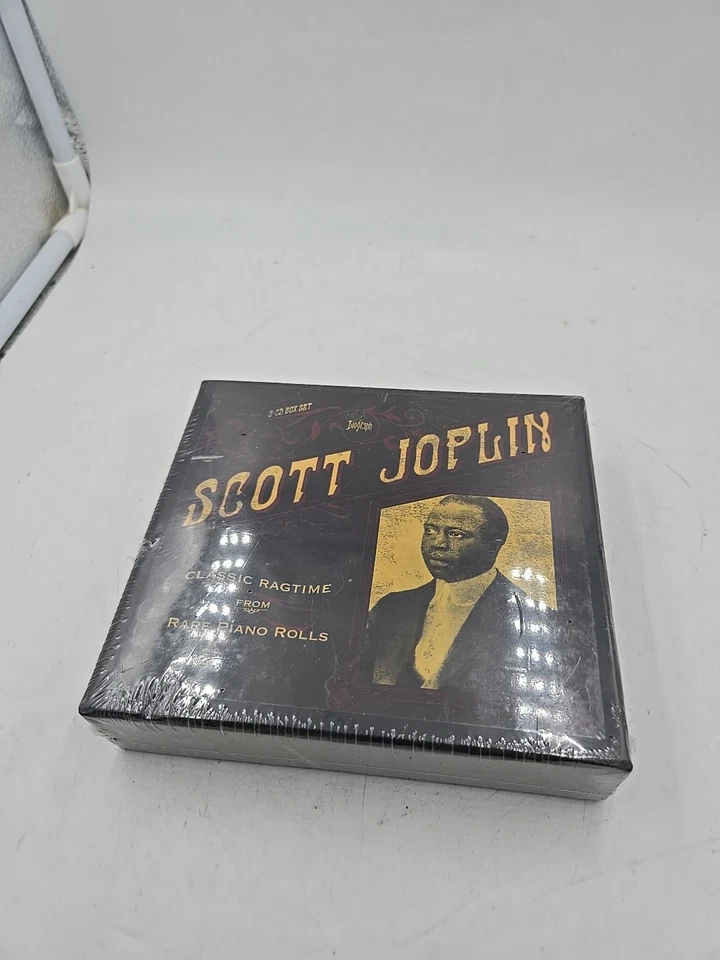 3 CD BOX SET
Biograph
SCOTT JOPLIN
CLASSIC RAGTIME
FROM
RARE PIANO ROLLS